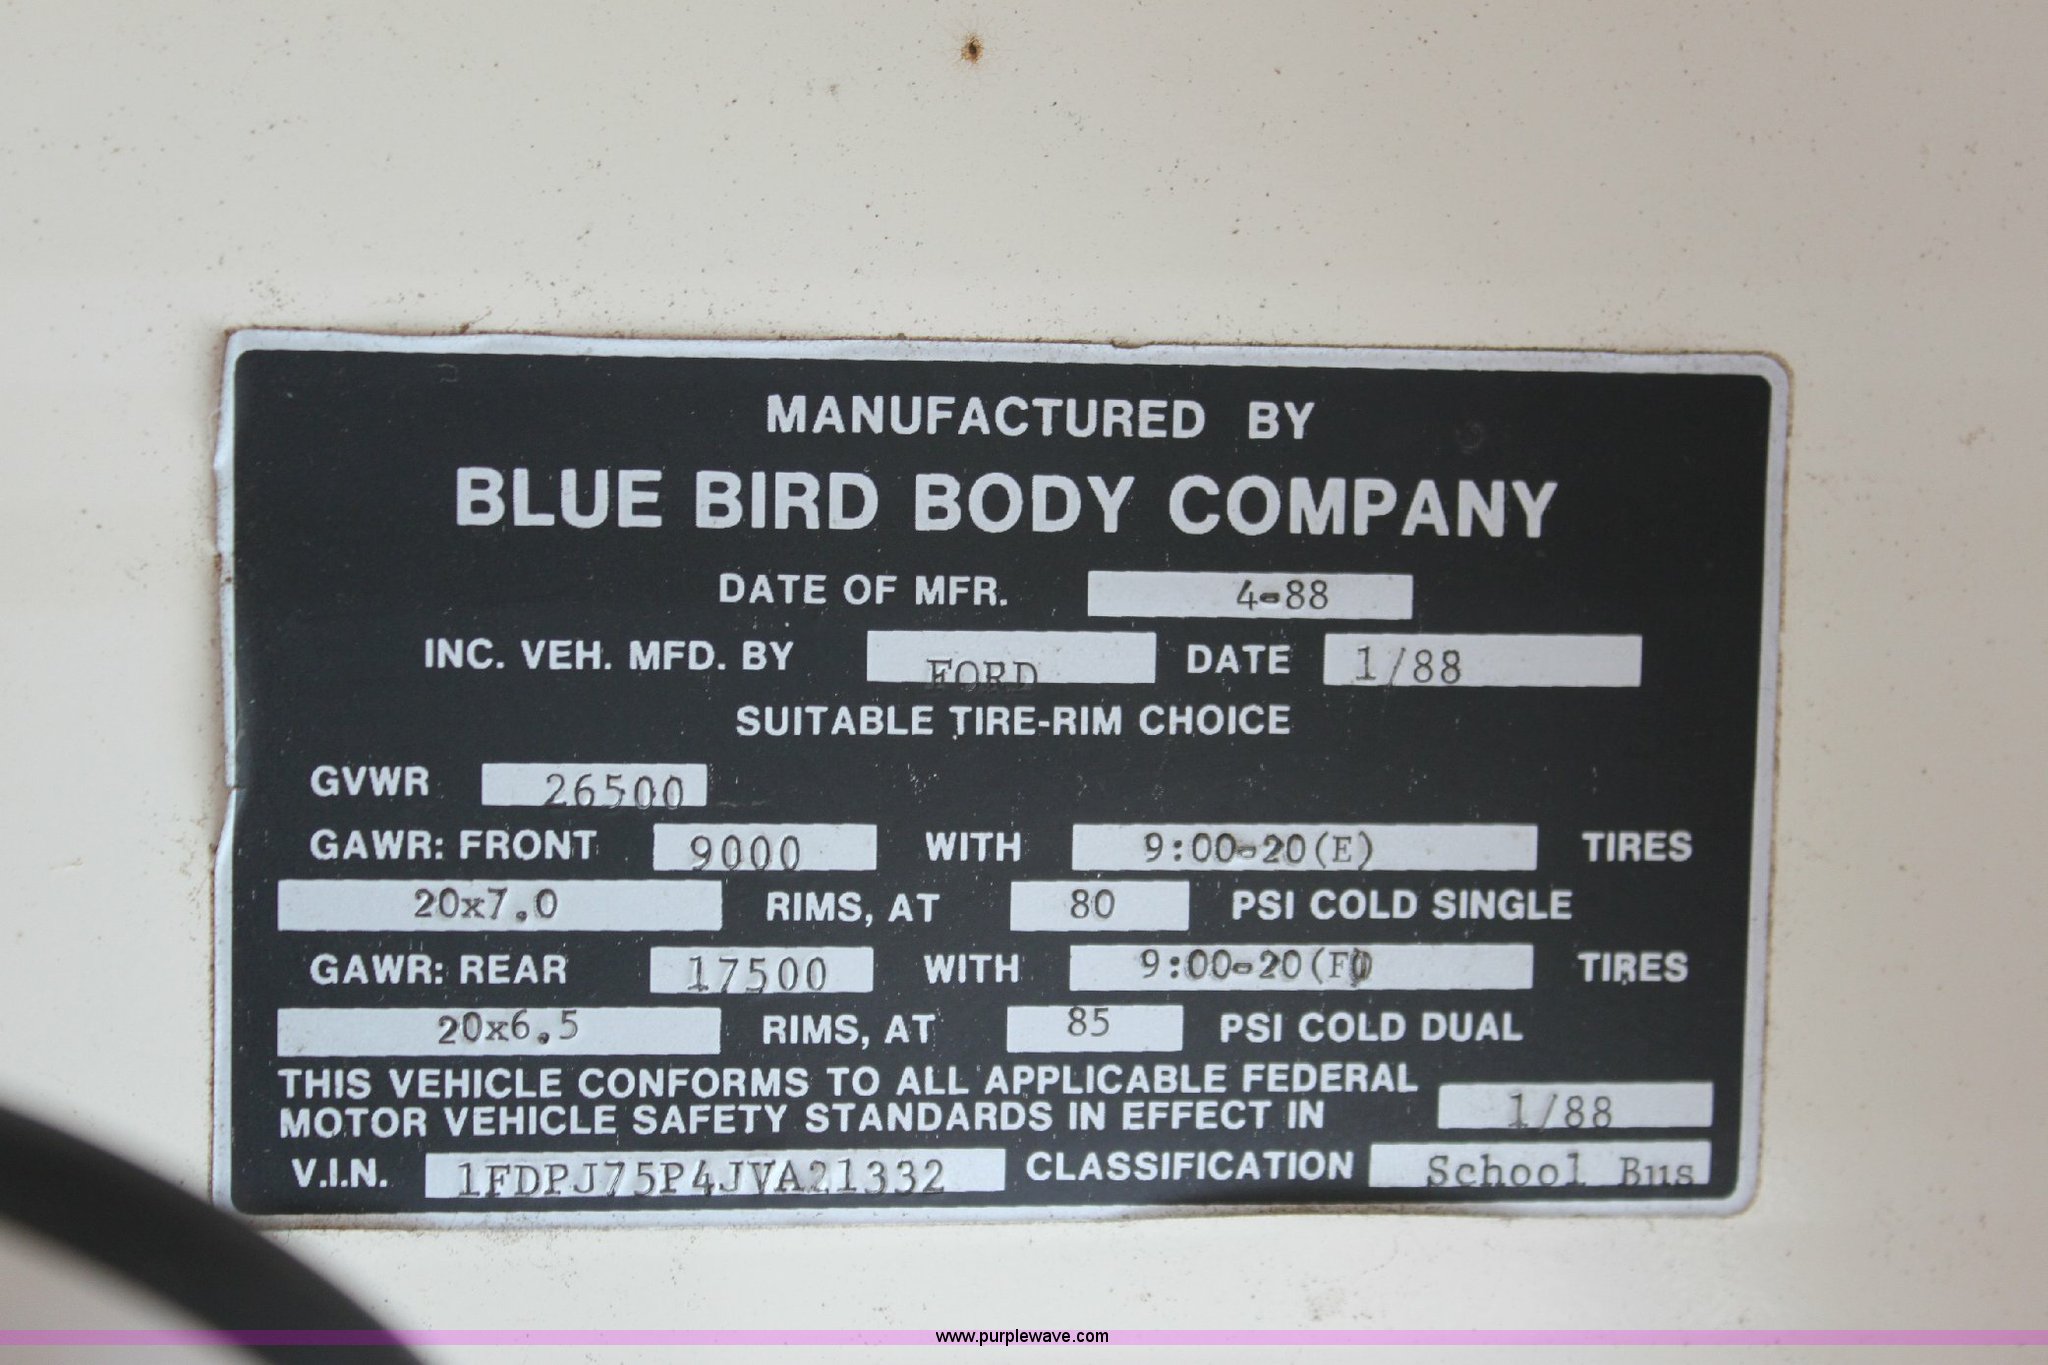 MANUFACTURED BY
BLUE BIRD BODY COMPANY
DATE OF MFR. 4-88
INC. VEH. MFD. BY FORD DATE 1/88
SUITABLE TIRE-RIM CHOICE
GVWR 26500
GAWR: FRONT 9000 WITH 9:00-20(E) TIRES
20x7.0 RIMS, AT 80 PSI COLD SINGLE
GAWR: REAR 17500 WITH 9:00-20(F) TIRES
20x6.5 RIMS, AT 85 PSI COLD DUAL
THIS VEHICLE CONFORMS TO ALL APPLICABLE FEDERAL
MOTOR VEHICLE SAFETY STANDARDS IN EFFECT IN 1/88
V.I.N. 1FDPJ75P4JVA21332 CLASSIFICATION School Bus
www.purplewave.com